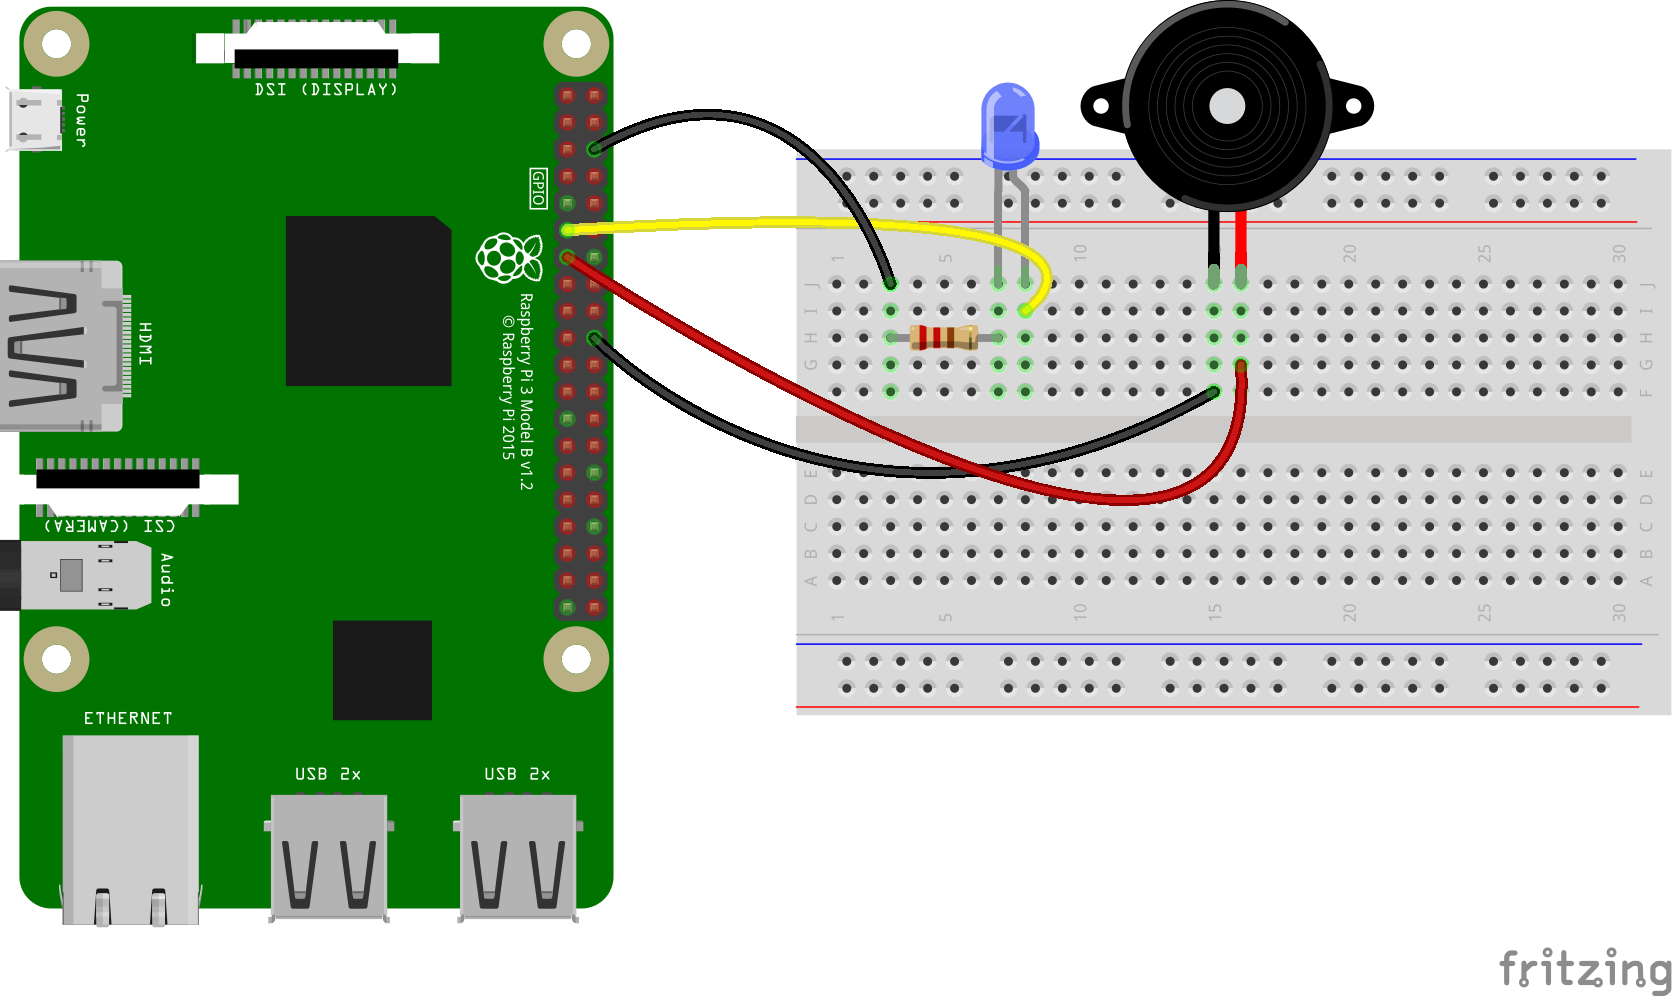 DSI (DISPLAY)
Power
GPIO
HDMI
Raspberry Pi 3 Model B v1.2
© Raspberry Pi 2015
CSI (CAMERA)
Audio
ETHERNET
USB 2x
USB 2x
1 5 10 15 20 25 30
J J
I I
H H
G G
F F
E E
D D
C C
B B
A A
1 5 10 15 20 25 30
fritzing